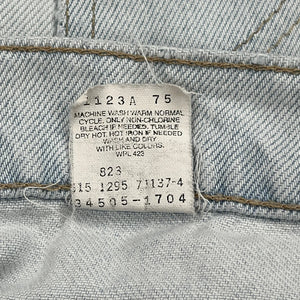 1123A 75
MACHINE WASH WARM NORMAL
CYCLE. ONLY NON-CHLORINE
BLEACH IF NEEDED. TUMBLE
DRY HOT. HOT IRON IF NEEDED
WASH AND DRY
WITH LIKE COLORS.
WPL 423
823
515 1295 71137-4
34505-1704